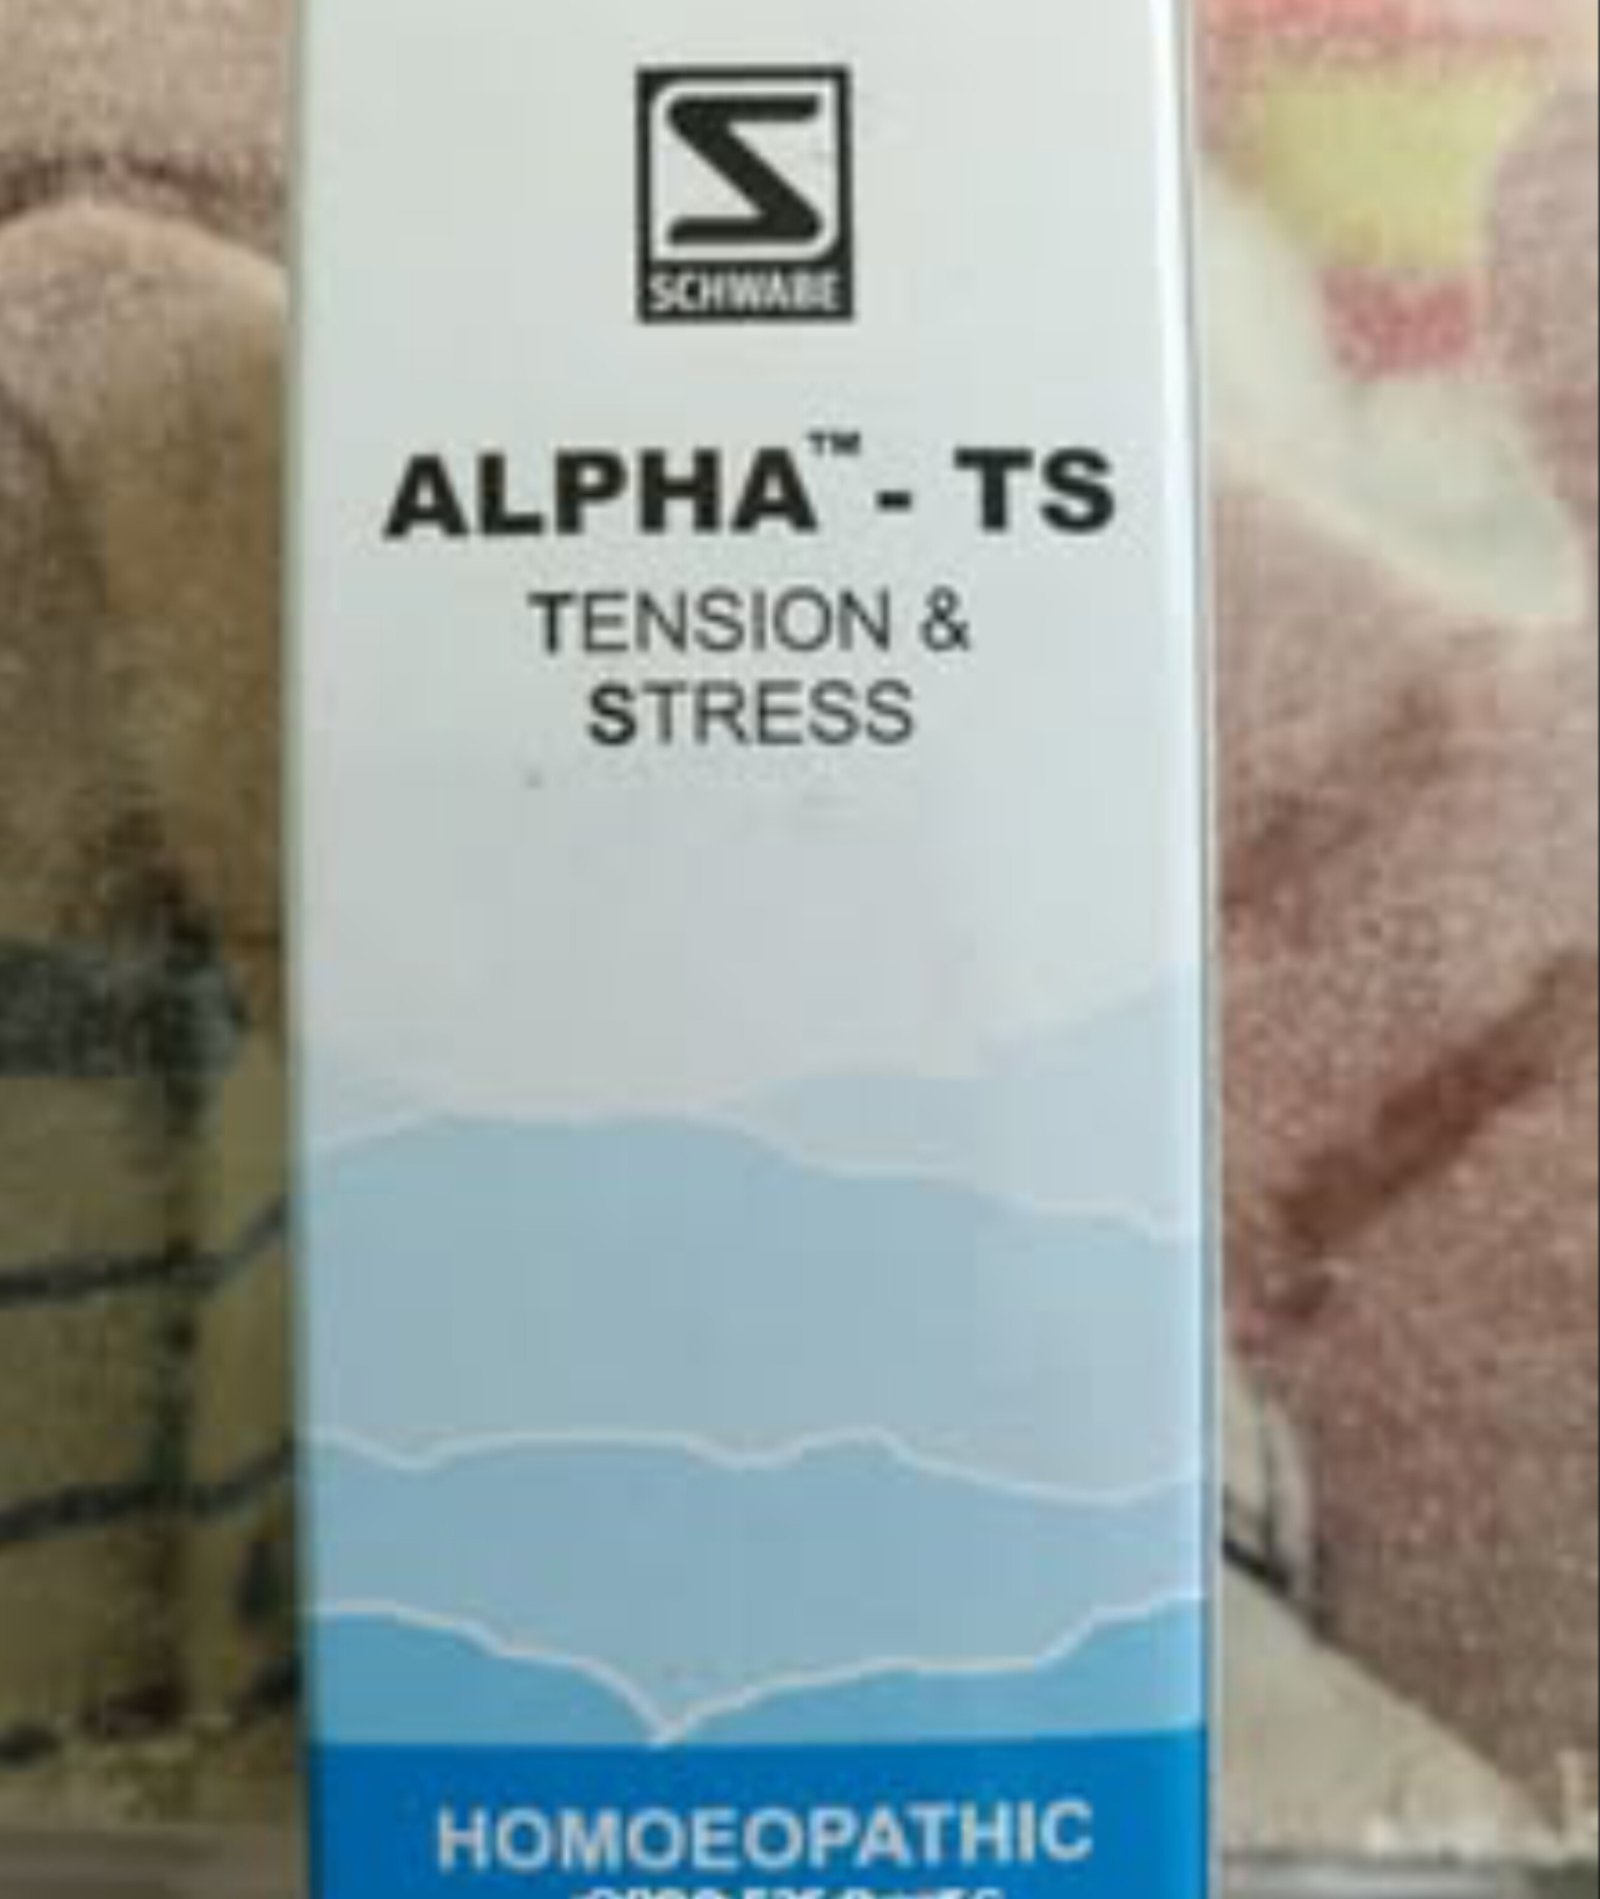 SCHWABE
ALPHA™ - TS
TENSION &
STRESS
HOMOEOPATHIC